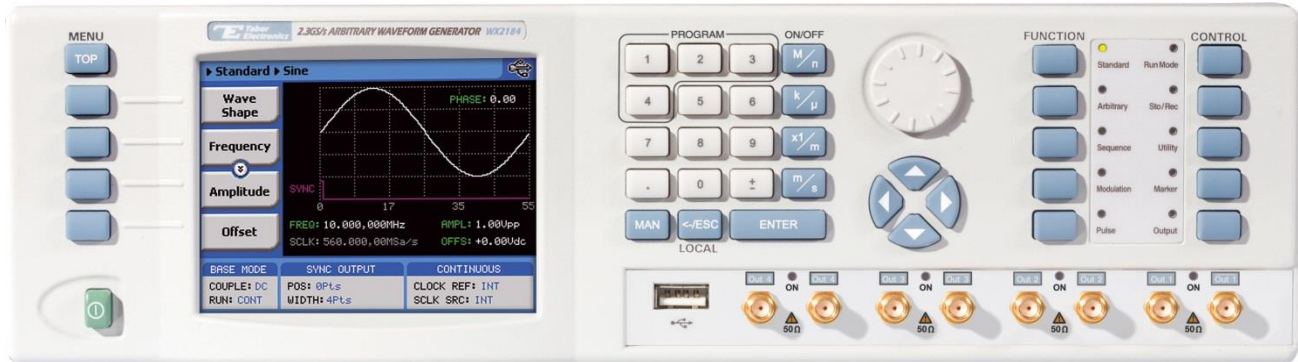 MENU
TOP
Tabor Electronics 2.3GS/s ARBITRARY WAVEFORM GENERATOR WX2184
Standard Sine
Wave Shape
Frequency
Amplitude
Offset
PHASE: 0.00
SYNC
0 17 35 55
FREQ: 10.000,000MHz AMPL: 1.00Vpp
SCLK: 560.000,00MSa/s OFFS: +0.00Vdc
BASE MODE SYNC OUTPUT CONTINUOUS
COUPLE: DC POS: 0Pts CLOCK REF: INT
RUN: CONT WIDTH: 4Pts SCLK SRC: INT
PROGRAM ON/OFF
1 2 3 M/n
4 5 6 k/µ
7 8 9 x1/m
. 0 ± m/s
MAN <-/ESC ENTER
LOCAL
FUNCTION CONTROL
Standard Run Mode
Arbitrary Sto/Rec
Sequence Utility
Modulation Marker
Pulse Output
Out 4 ON Out 4 Out 3 ON Out 3 Out 2 ON Out 2 Out 1 ON Out 1
50Ω 50Ω 50Ω 50Ω